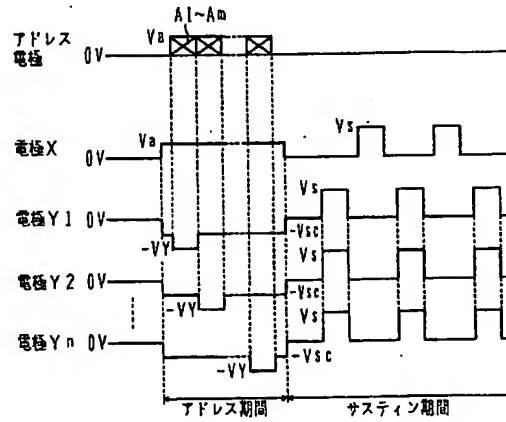 A1~Am
アドレス
電極
Va
0V
電極X
Va
0V
Vs
電極Y1
0V
-VY
-Vsc
Vs
電極Y2
0V
-VY
-Vsc
Vs
電極Yn
0V
-VY
-Vsc
Vs
アドレス期間
サスティン期間